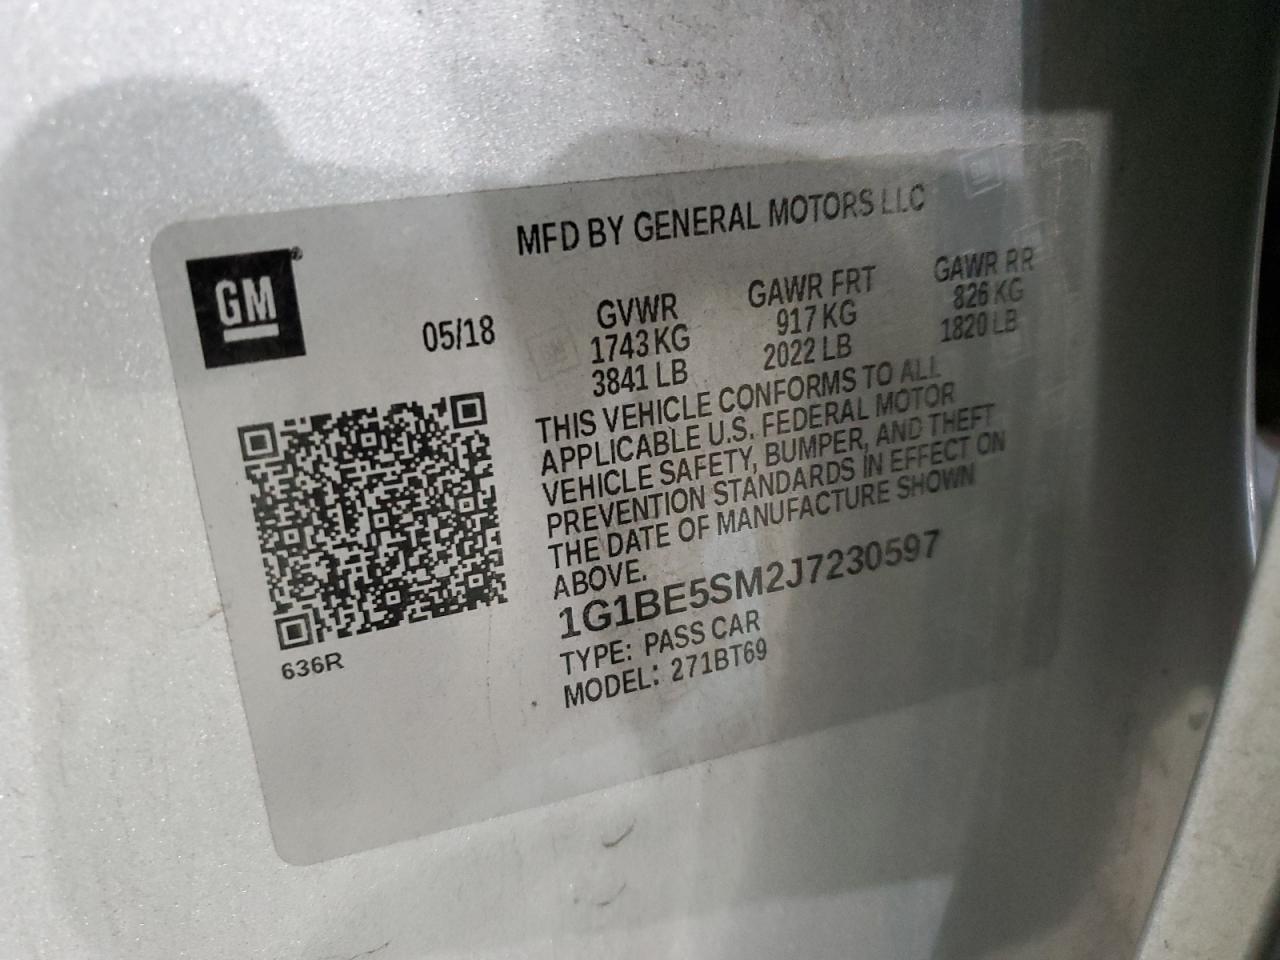 MFD BY GENERAL MOTORS LLC
GM®
05/18
GVWR GAWR FRT GAWR RR
1743 KG 917 KG 826 KG
3841 LB 2022 LB 1820 LB
THIS VEHICLE CONFORMS TO ALL
APPLICABLE U.S. FEDERAL MOTOR
VEHICLE SAFETY, BUMPER, AND THEFT
PREVENTION STANDARDS IN EFFECT ON
THE DATE OF MANUFACTURE SHOWN
ABOVE.
1G1BE5SM2J7230597
TYPE: PASS CAR
MODEL: 271BT69
636R